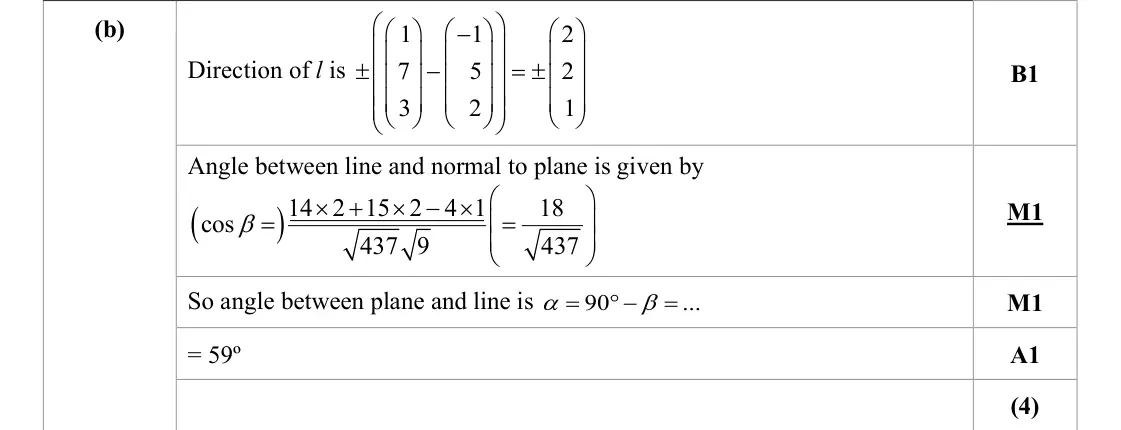 (b)
Direction of l is ±((1 7 3) − (−1 5 2)) = ±(2 2 1)
B1
Angle between line and normal to plane is given by
(cos β =) 14 × 2 + 15 × 2 − 4 × 1 / √437 √9 (= 18 / √437)
M1
So angle between plane and line is α = 90° − β = ...
M1
= 59º
A1
(4)